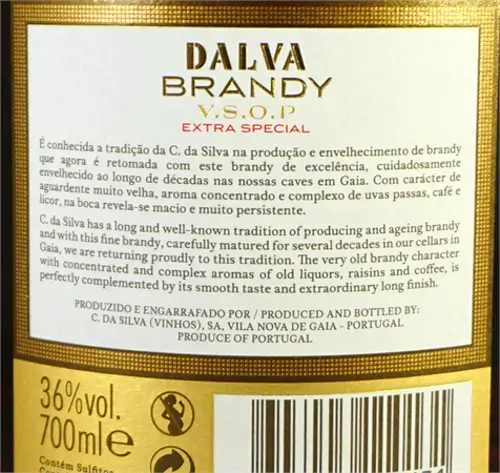 DALVA
BRANDY
V.S.O.P
EXTRA SPECIAL
É conhecida a tradição da C. da Silva na produção e envelhecimento de brandy
que agora é retomada com este brandy de excelência, cuidadosamente
envelhecido ao longo de décadas nas nossas caves em Gaia. Com carácter de
aguardente muito velha, aroma concentrado e complexo de uvas passas, café e
licor, na boca revela-se macio e muito persistente.
C. da Silva has a long and well-known tradition of producing and ageing brandy
and with this fine brandy, carefully matured for several decades in our cellars in
Gaia, we are returning proudly to this tradition. The very old brandy character
with concentrated and complex aromas of old liquors, raisins and coffee, is
perfectly complemented by its smooth taste and extraordinary long finish.
PRODUZIDO E ENGARRAFADO POR / PRODUCED AND BOTTLED BY:
C. DA SILVA (VINHOS), SA, VILA NOVA DE GAIA - PORTUGAL
PRODUCE OF PORTUGAL
36%vol.
700ml e
Contém Sulfitos